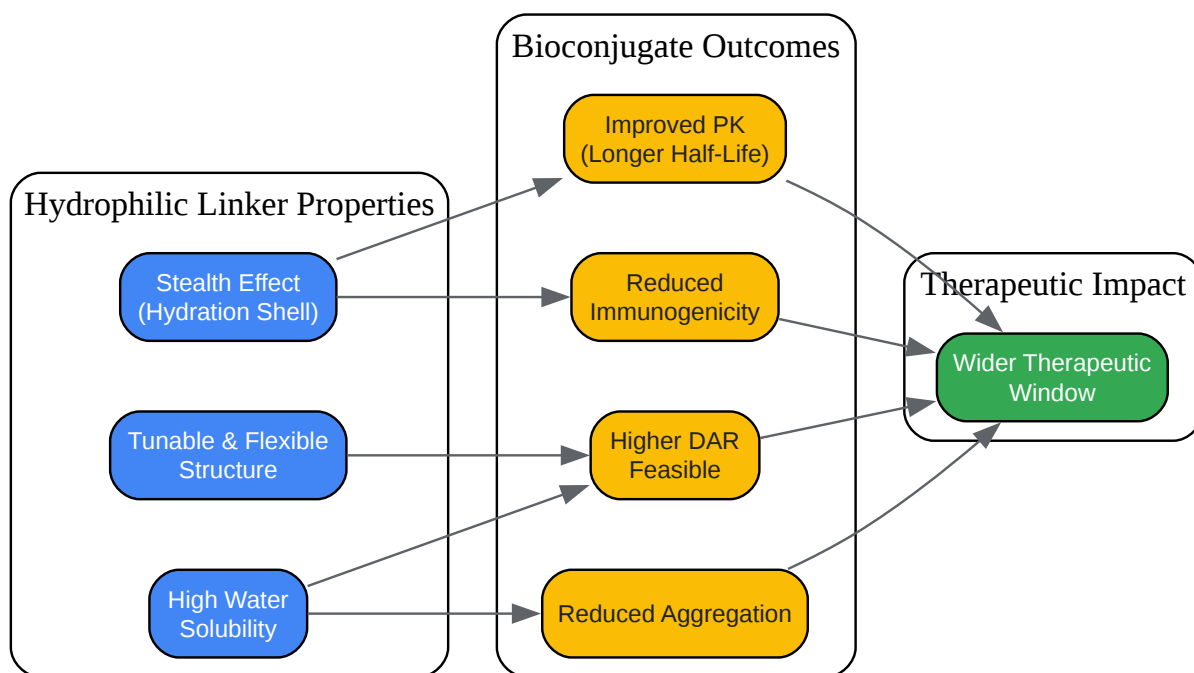 Hydrophilic Linker Properties
Stealth Effect
(Hydration Shell)
Tunable & Flexible
Structure
High Water
Solubility
Bioconjugate Outcomes
Improved PK
(Longer Half-Life)
Reduced
Immunogenicity
Higher DAR
Feasible
Reduced Aggregation
Therapeutic Impact
Wider Therapeutic
Window